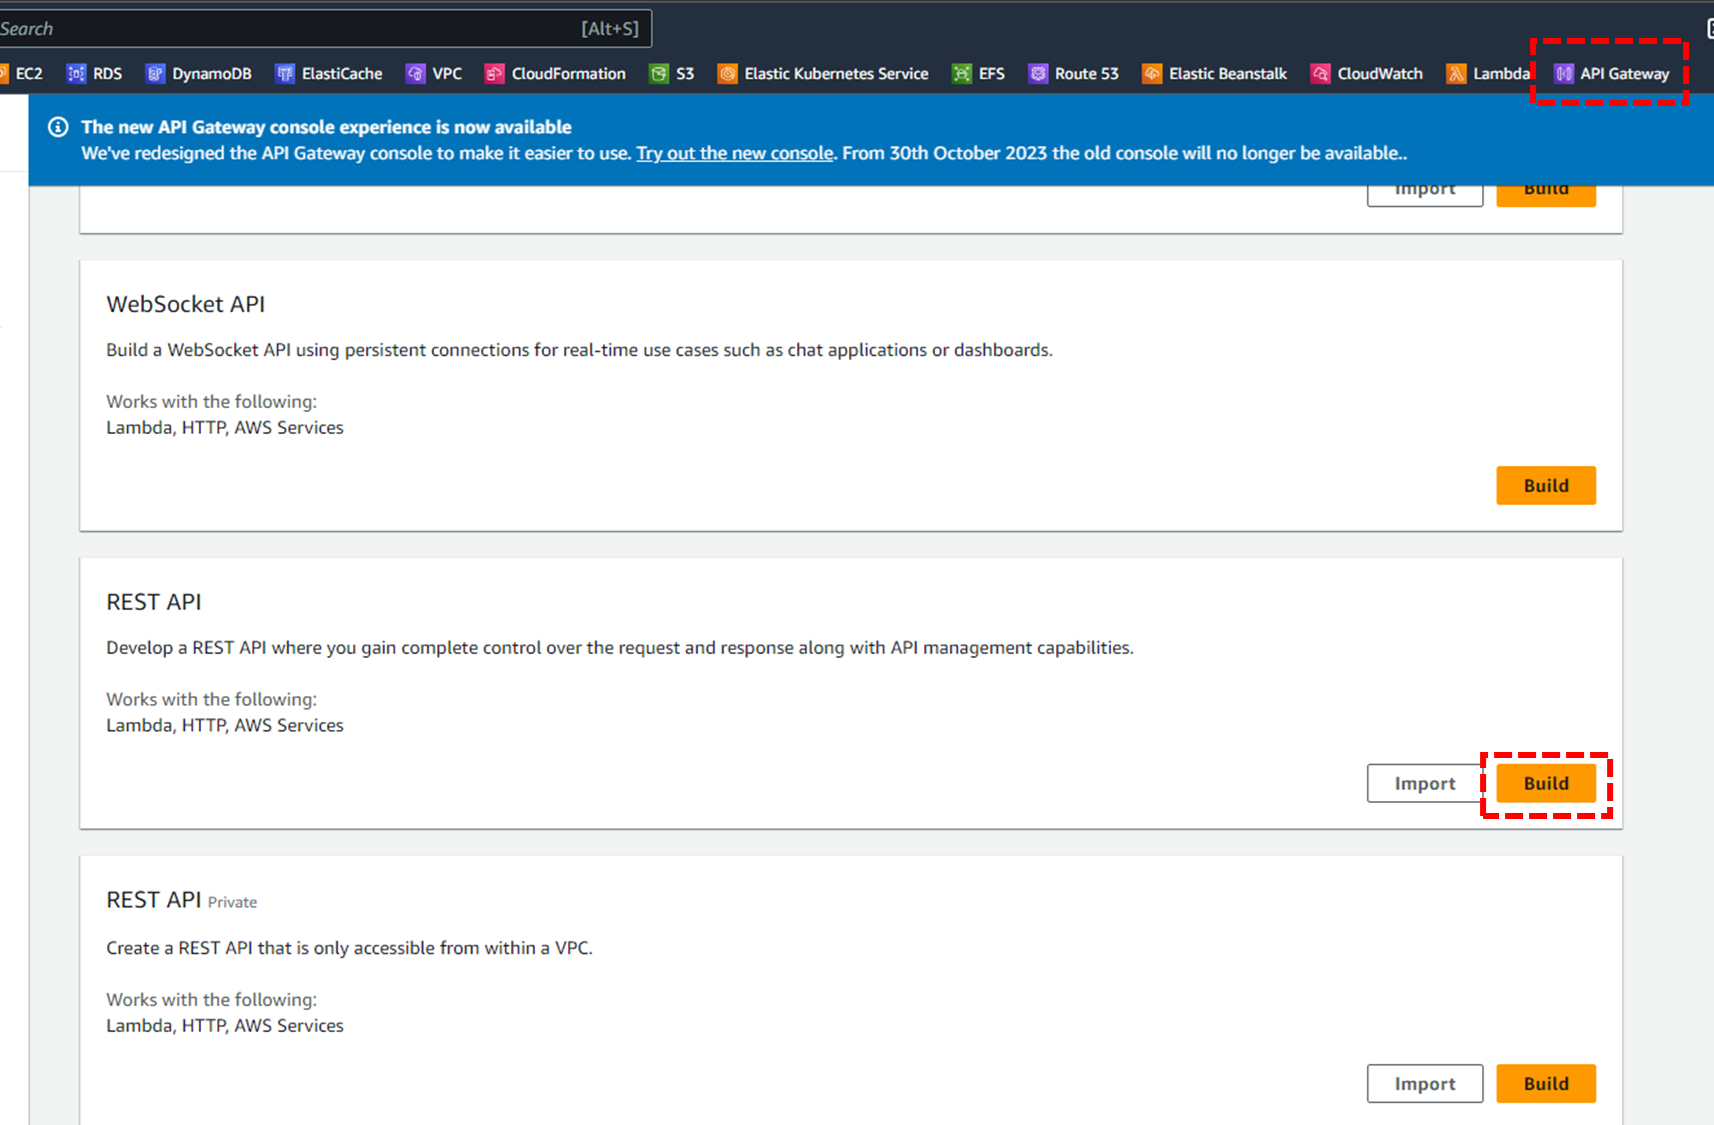 Search [Alt+S]
EC2 RDS DynamoDB ElastiCache VPC CloudFormation S3 Elastic Kubernetes Service EFS Route 53 Elastic Beanstalk CloudWatch Lambda API Gateway
The new API Gateway console experience is now available
We've redesigned the API Gateway console to make it easier to use. Try out the new console. From 30th October 2023 the old console will no longer be available..
Import Build
WebSocket API
Build a WebSocket API using persistent connections for real-time use cases such as chat applications or dashboards.
Works with the following:
Lambda, HTTP, AWS Services
Build
REST API
Develop a REST API where you gain complete control over the request and response along with API management capabilities.
Works with the following:
Lambda, HTTP, AWS Services
Import Build
REST API Private
Create a REST API that is only accessible from within a VPC.
Works with the following:
Lambda, HTTP, AWS Services
Import Build